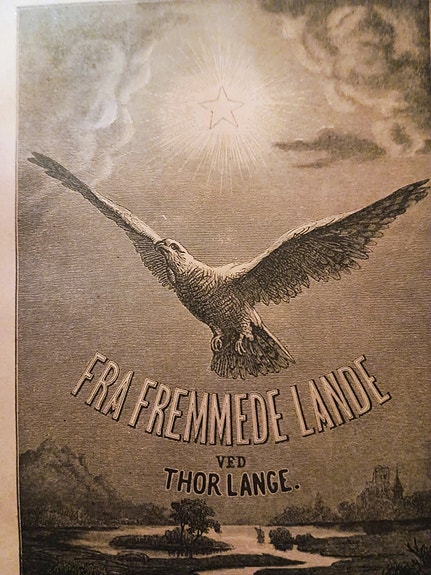 FRA FREMMEDE LANDE
VED
THOR LANGE.